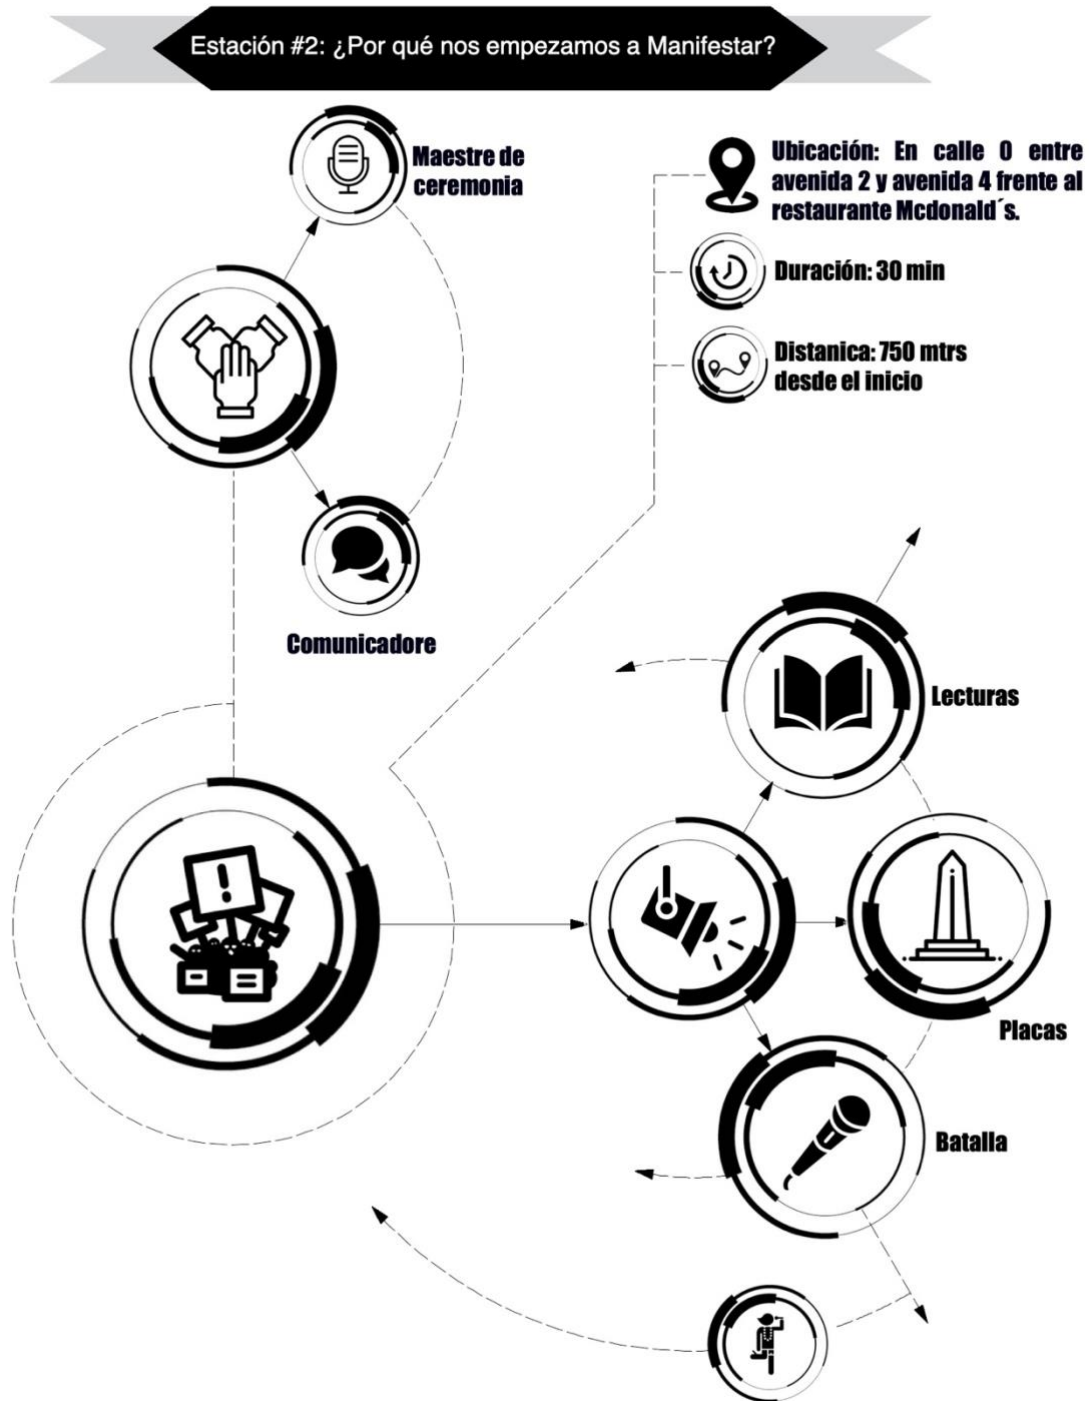 Estación #2: ¿Por qué nos empezamos a Manifestar?
Maestre de
ceremonia
Ubicación: En calle 0 entre
avenida 2 y avenida 4 frente al
restaurante Mcdonald´s.
Duración: 30 min
Distanica: 750 mtrs
desde el inicio
Comunicadore
Lecturas
Placas
Batalla